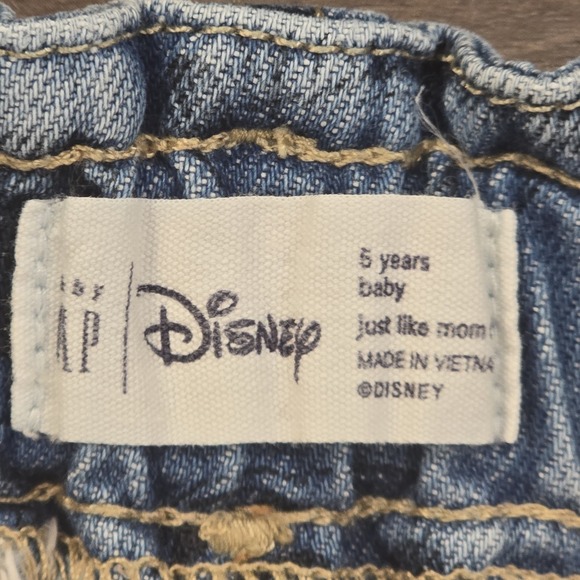 Disney
5 years
baby
just like mom
MADE IN VIETNA
©DISNEY